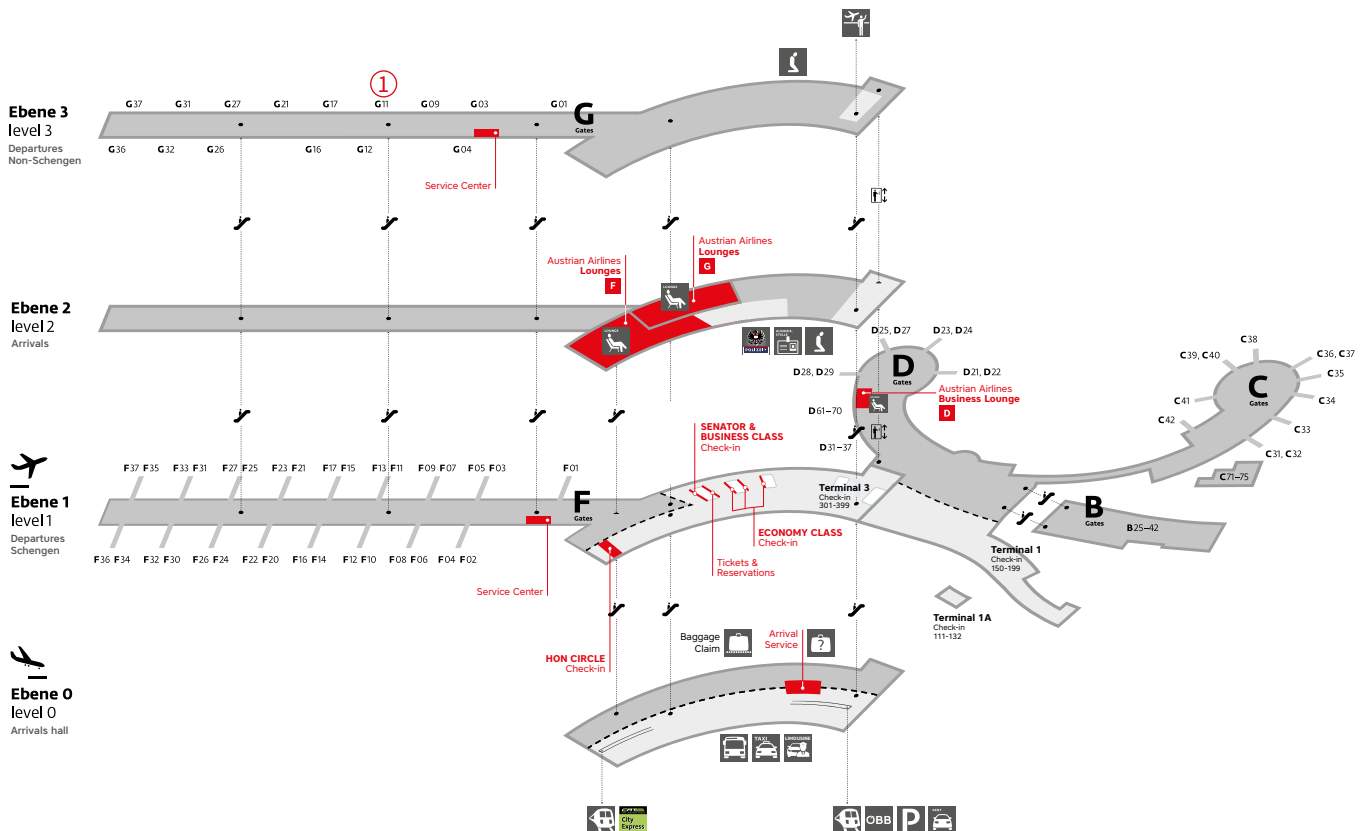 ①
G37 G31 G27 G21 G17 G11 G09 G03 G01
Ebene 3
level 3
Departures
Non-Schengen
G
Gates
G36 G32 G26 G16 G12 G04
Service Center
Austrian Airlines
Lounges
G
Austrian Airlines
Lounges
F
LOUNGE
LOUNGE
Ebene 2
level 2
Arrivals
POLIZEI
D25, D27 D23, D24
D28, D29 D21, D22
D
Gates
Austrian Airlines
Business Lounge
D
D61–70
D31–37
C38
C39, C40 C36, C37
C35
C34
C41
C42
C33
C31, C32
C
Gates
C71–75
SENATOR &
BUSINESS CLASS
Check-in
F37 F35 F33 F31 F27 F25 F23 F21 F17 F15 F13 F11 F09 F07 F05 F03 F01
Ebene 1
level 1
Departures
Schengen
F
Gates
F36 F34 F32 F30 F26 F24 F22 F20 F16 F14 F12 F10 F08 F06 F04 F02
Service Center
Terminal 3
Check-in
301-399
ECONOMY CLASS
Check-in
Tickets &
Reservations
B
Gates
B25–42
Terminal 1
Check-in
150-199
Terminal 1A
Check-in
111-132
HON CIRCLE
Check-in
Baggage
Claim
Arrival
Service
?
Ebene 0
level 0
Arrivals hall
TAXI
LIMOUSINE
CAT
City
Express
ÖBB
P
RENT